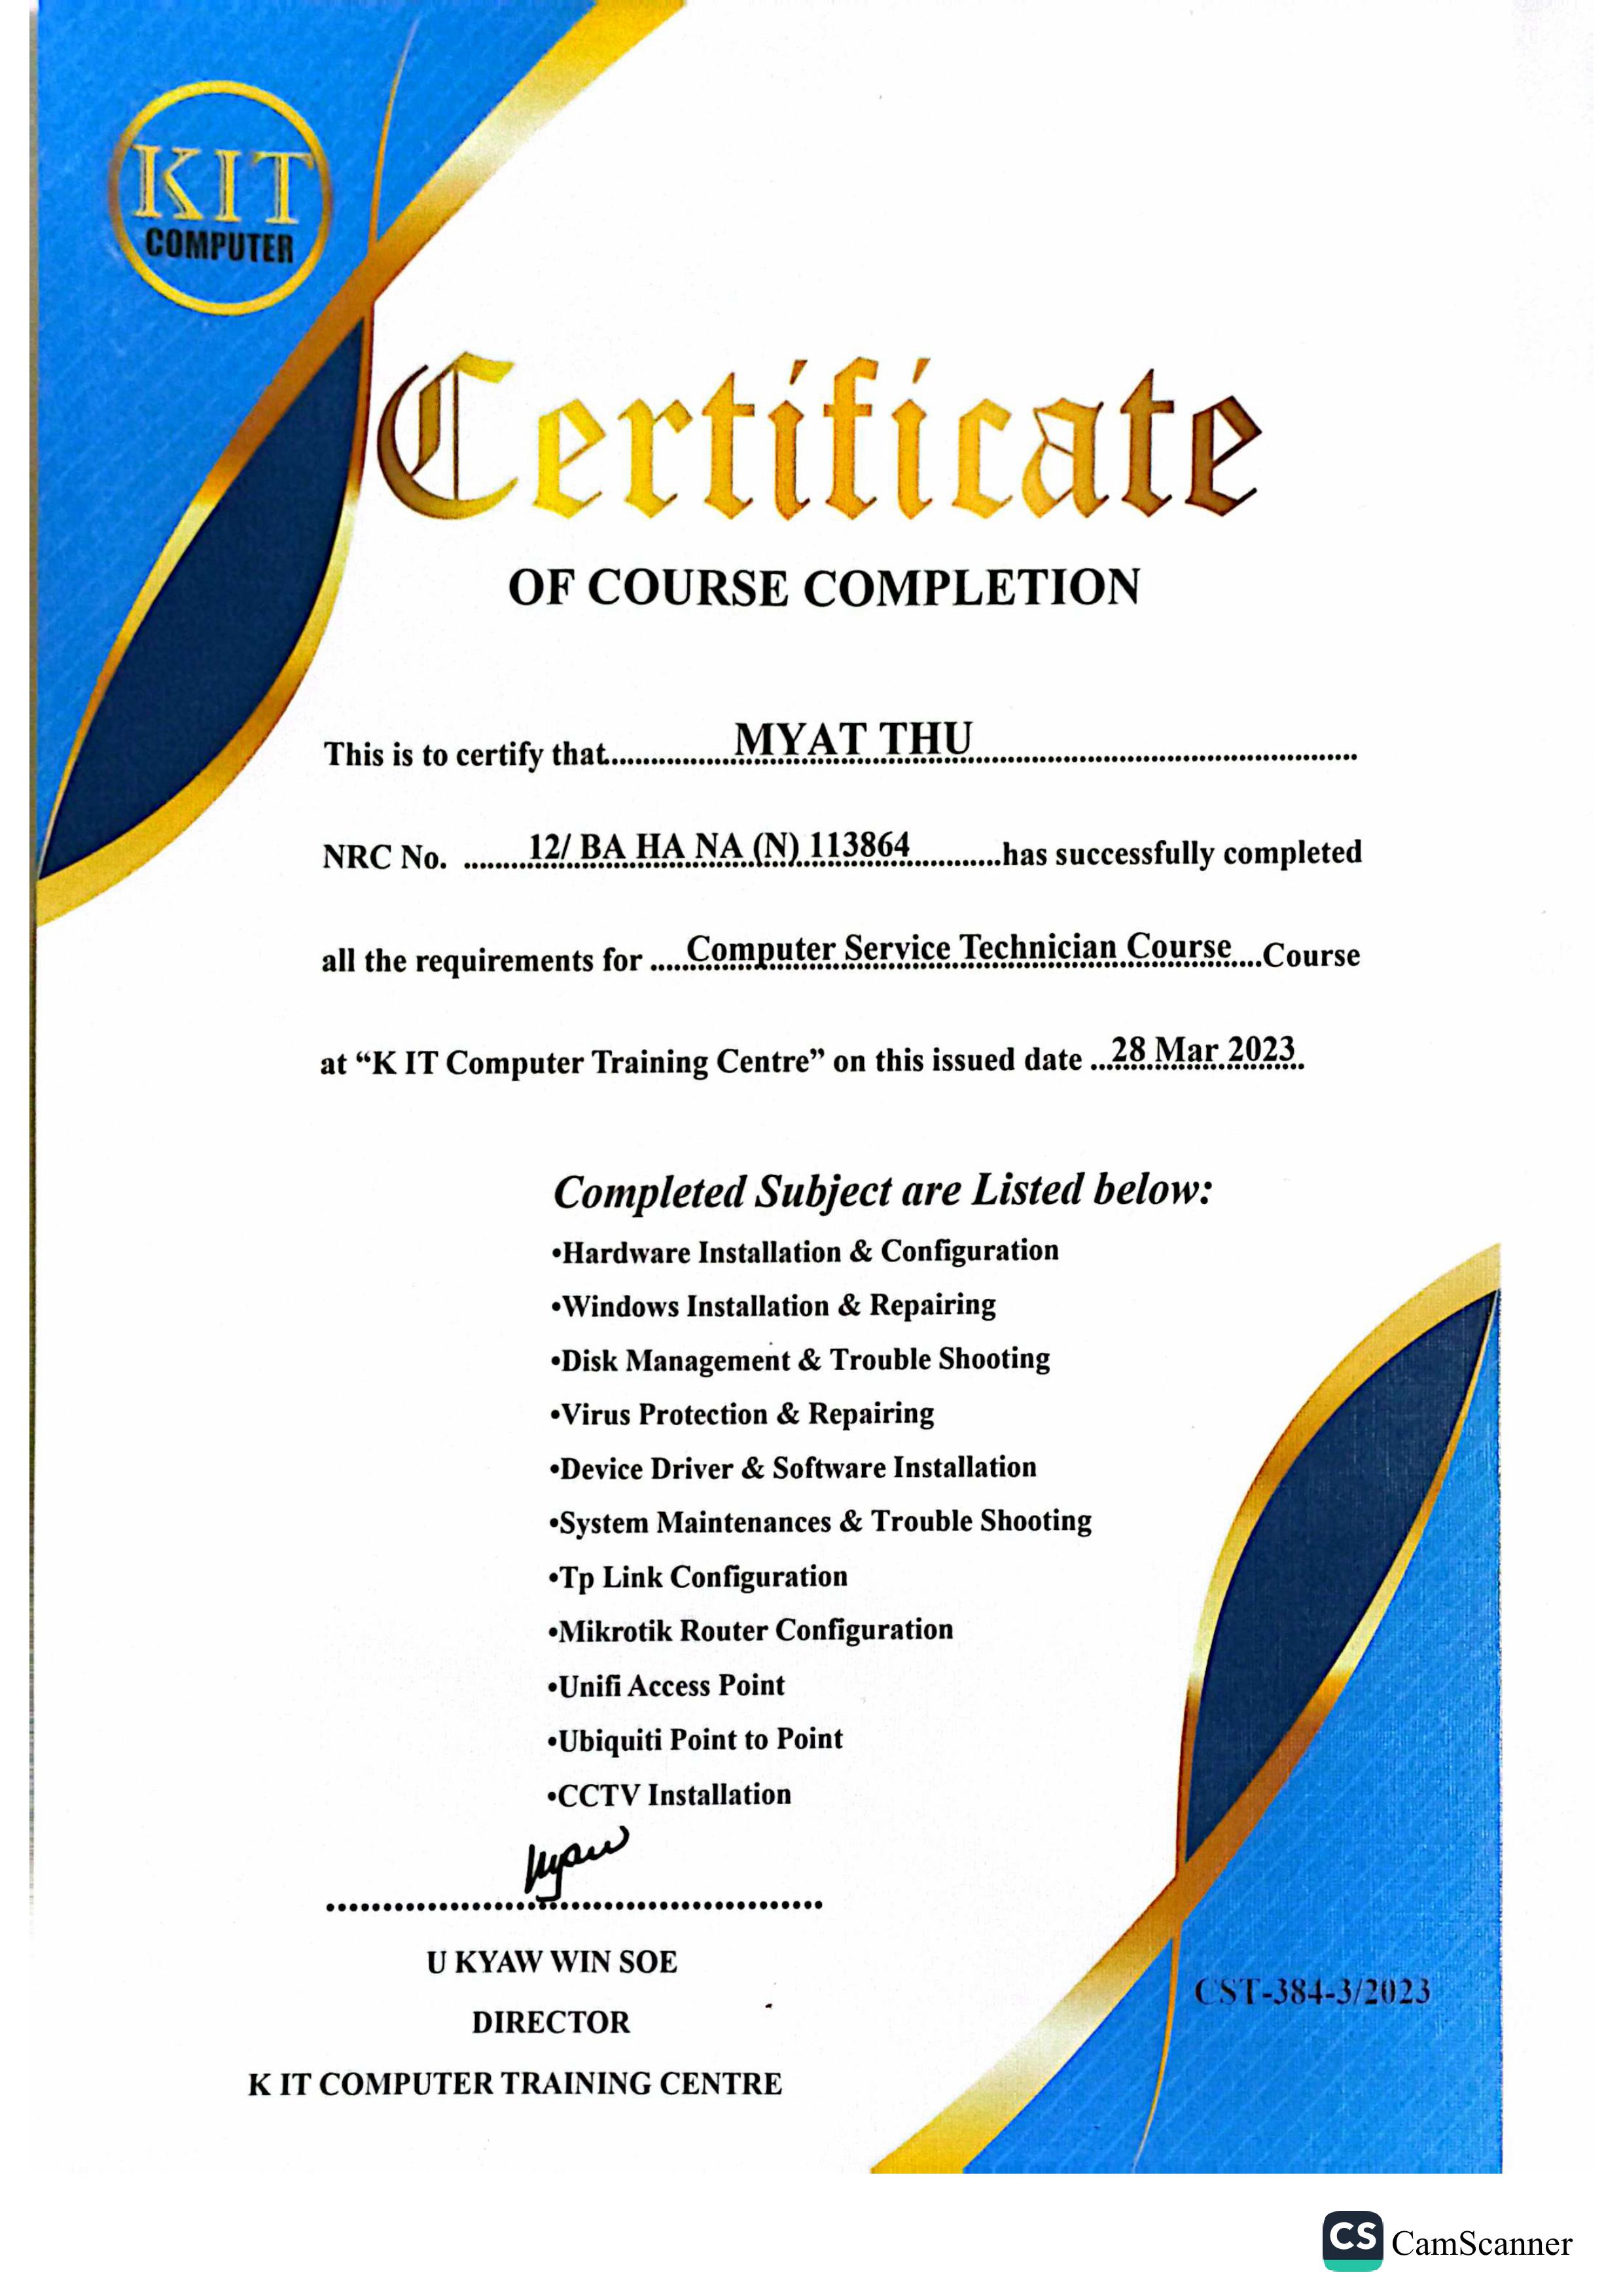 KIT
COMPUTER
Certificate
OF COURSE COMPLETION
This is to certify that..............MYAT THU..............................................
NRC No. ........12/ BA HA NA (N) 113864...........has successfully completed
all the requirements for .....Computer Service Technician Course....Course
at “K IT Computer Training Centre” on this issued date ..28 Mar 2023.
Completed Subject are Listed below:
•Hardware Installation & Configuration
•Windows Installation & Repairing
•Disk Management & Trouble Shooting
•Virus Protection & Repairing
•Device Driver & Software Installation
•System Maintenances & Trouble Shooting
•Tp Link Configuration
•Mikrotik Router Configuration
•Unifi Access Point
•Ubiquiti Point to Point
•CCTV Installation
Kyaw
U KYAW WIN SOE
DIRECTOR
K IT COMPUTER TRAINING CENTRE
CST-384-3/2023
CS CamScanner